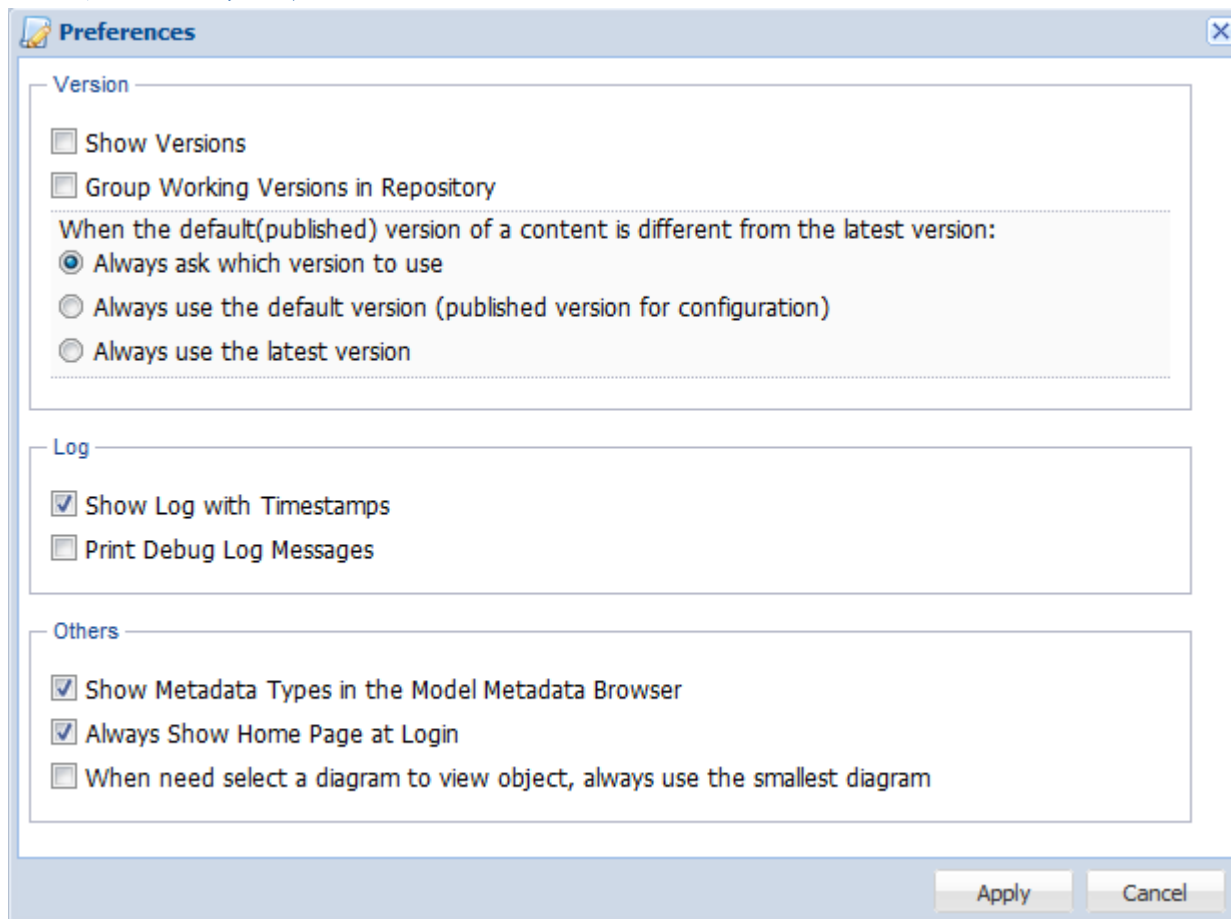 Preferences
Version
Show Versions
Group Working Versions in Repository
When the default(published) version of a content is different from the latest version:
Always ask which version to use
Always use the default version (published version for configuration)
Always use the latest version
Log
Show Log with Timestamps
Print Debug Log Messages
Others
Show Metadata Types in the Model Metadata Browser
Always Show Home Page at Login
When need select a diagram to view object, always use the smallest diagram
Apply Cancel